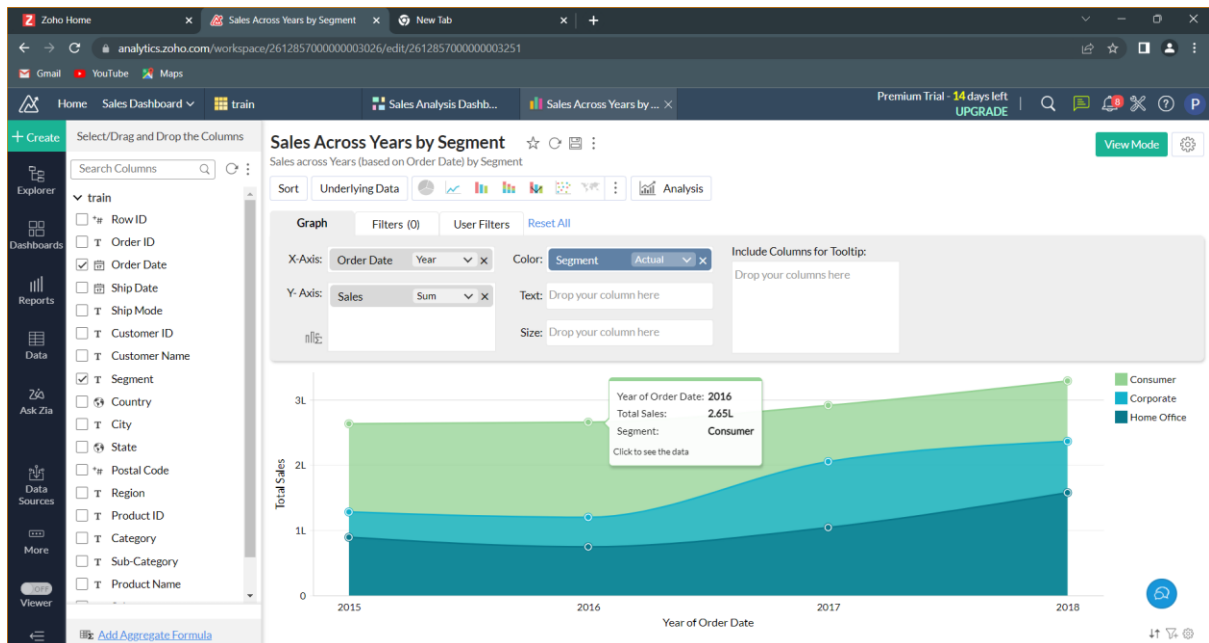 Zoho Home
Sales Across Years by Segment
New Tab
analytics.zoho.com/workspace/2612857000000003026/edit/2612857000000003251
Gmail YouTube Maps
Home Sales Dashboard train Sales Analysis Dashb... Sales Across Years by ... Premium Trial - 14 days left
UPGRADE
8
P
Create
Explorer
Dashboards
Reports
Data
Zia
Ask Zia
Data
Sources
More
OFF
Viewer
Select/Drag and Drop the Columns
Search Columns
train
Row ID
T Order ID
Order Date
Ship Date
T Ship Mode
T Customer ID
T Customer Name
T Segment
Country
T City
State
Postal Code
T Region
T Product ID
T Category
T Sub-Category
T Product Name
Add Aggregate Formula
Sales Across Years by Segment
Sales across Years (based on Order Date) by Segment
View Mode
Sort Underlying Data Analysis
Graph Filters (0) User Filters Reset All
X-Axis: Order Date Year
Y- Axis: Sales Sum
Color: Segment Actual
Text: Drop your column here
Size: Drop your column here
Include Columns for Tooltip:
Drop your columns here
3L
2L
1L
0
Total Sales
Year of Order Date: 2016
Total Sales: 2.65L
Segment: Consumer
Click to see the data
Consumer
Corporate
Home Office
2015 2016 2017 2018
Year of Order Date